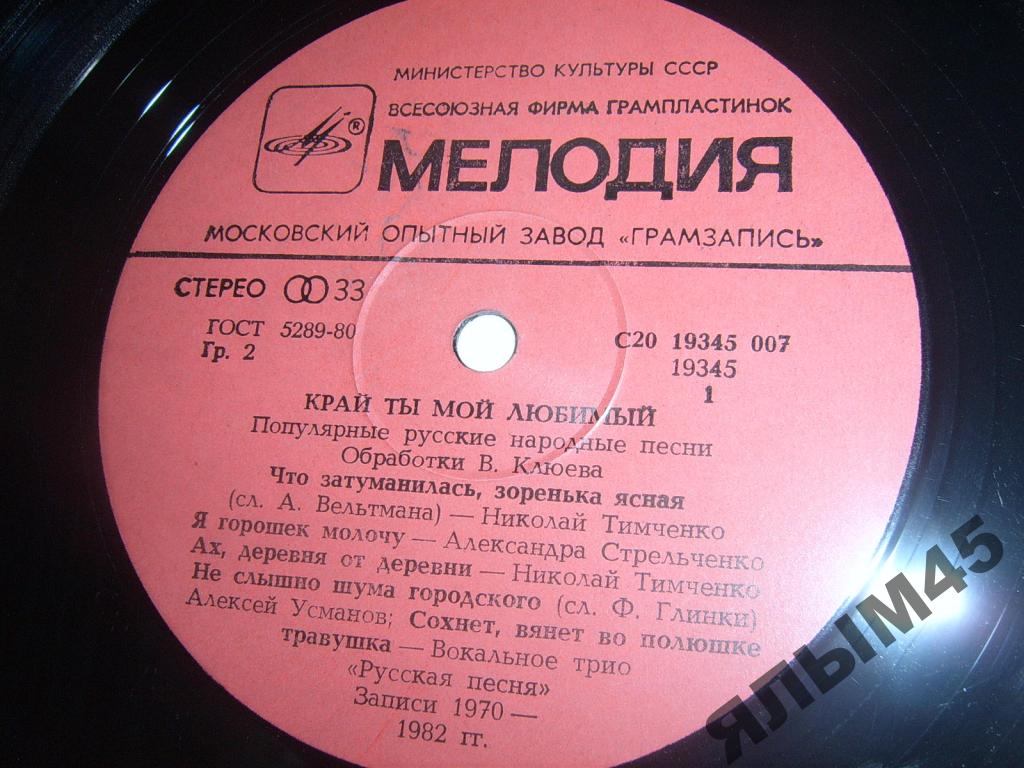 МИНИСТЕРСТВО КУЛЬТУРЫ СССР
ВСЕСОЮЗНАЯ ФИРМА ГРАМПЛАСТИНОК
®
МЕЛОДИЯ
МОСКОВСКИЙ ОПЫТНЫЙ ЗАВОД «ГРАМЗАПИСЬ»
СТЕРЕО 33
ГОСТ 5289-80
Гр. 2
С20 19345 007
19345
1
КРАЙ ТЫ МОЙ ЛЮБИМЫЙ
Популярные русские народные песни
Обработки В. Клюева
Что затуманилась, зоренька ясная
(сл. А. Вельтмана) — Николай Тимченко
Я горошек молочу — Александра Стрельченко
Ах, деревня от деревни — Николай Тимченко
Не слышно шума городского (сл. Ф. Глинки)
Алексей Усманов; Сохнет, вянет во полюшке
травушка — Вокальное трио
«Русская песня»
Записи 1970 —
1982 гг.
ЯЛЫМ45